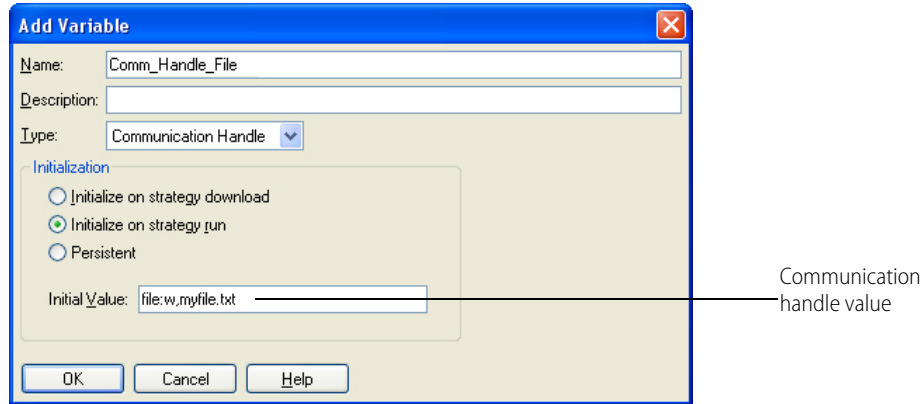 Add Variable
Name: Comm_Handle_File
Description:
Type: Communication Handle
Initialization
Initialize on strategy download
Initialize on strategy run
Persistent
Initial Value: file:w,myfile.txt
Communication
handle value
OK Cancel Help